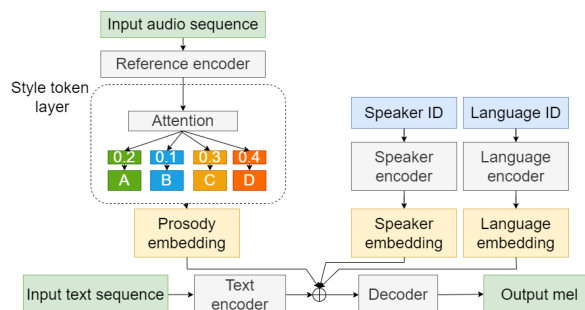 Input audio sequence
Reference encoder
Style token
layer
Attention
0.2 0.1 0.3 0.4
A B C D
Speaker ID Language ID
Speaker
encoder
Language
encoder
Prosody
embedding
Speaker
embedding
Language
embedding
Input text sequence
Text
encoder
Decoder
Output mel